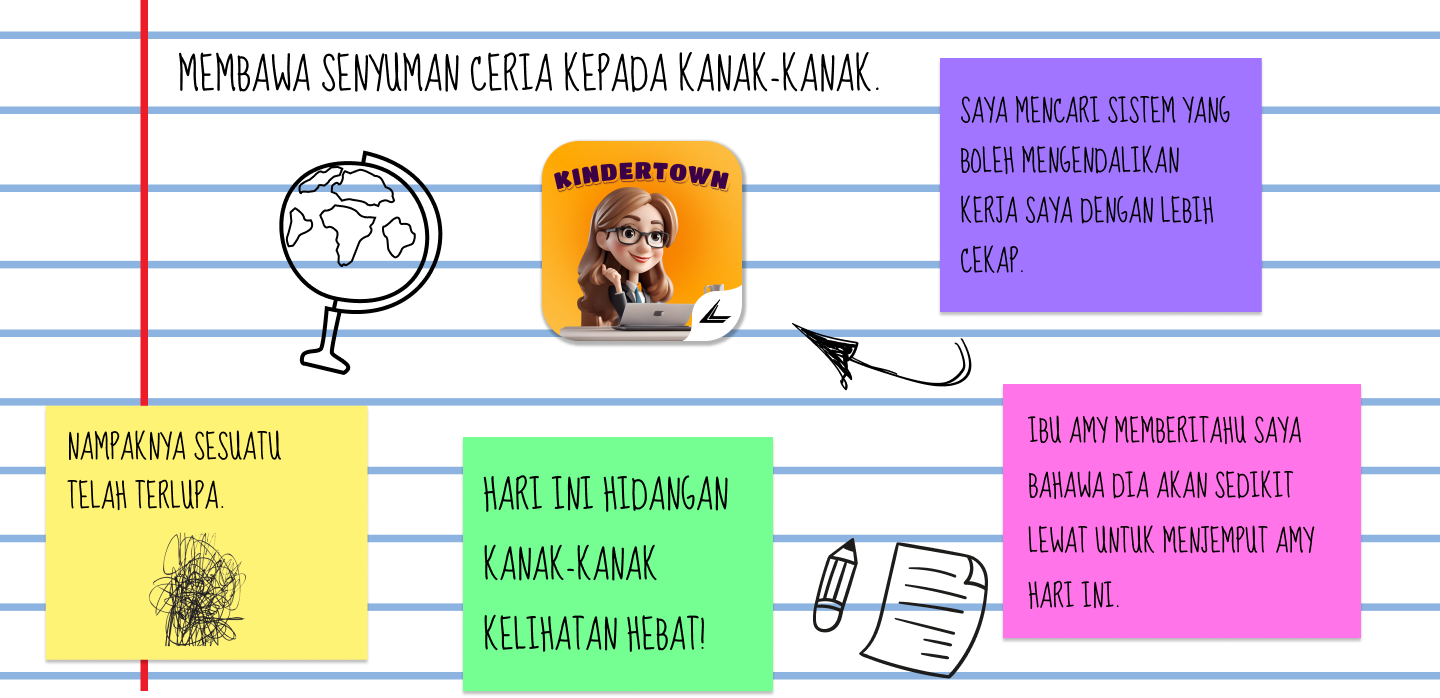 MEMBAWA SENYUMAN CERIA KEPADA KANAK-KANAK.
KINDERTOWN
SAYA MENCARI SISTEM YANG
BOLEH MENGENDALIKAN
KERJA SAYA DENGAN LEBIH
CEKAP.
NAMPAKNYA SESUATU
TELAH TERLUPA.
HARI INI HIDANGAN
KANAK-KANAK
KELIHATAN HEBAT!
IBU AMY MEMBERITAHU SAYA
BAHAWA DIA AKAN SEDIKIT
LEWAT UNTUK MENJEMPUT AMY
HARI INI.